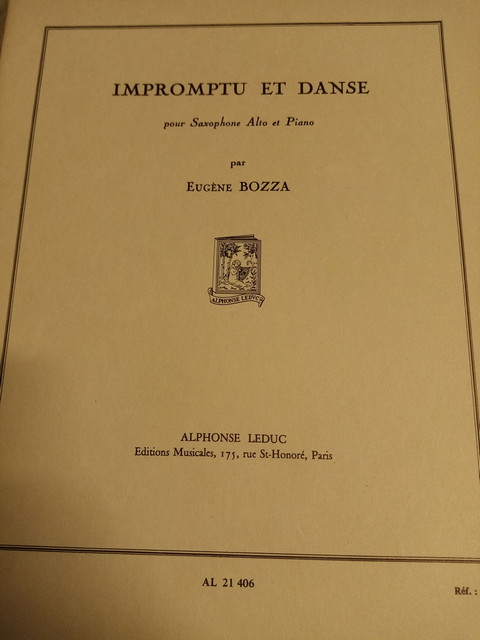 IMPROMPTU ET DANSE
pour Saxophone Alto et Piano
par
EUGÈNE BOZZA
ALPHONSE LEDUC
ALPHONSE LEDUC
Editions Musicales, 175, rue St-Honoré, Paris
AL 21 406
Réf. :